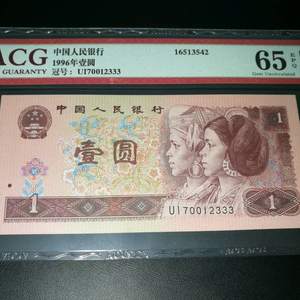 ACG
GUARANTY
中国人民银行
1996年壹圆
冠号：UI70012333
16513542
65 EPQ
Gem Uncirculated
中国人民银行
壹圆
1
1
UI70012333